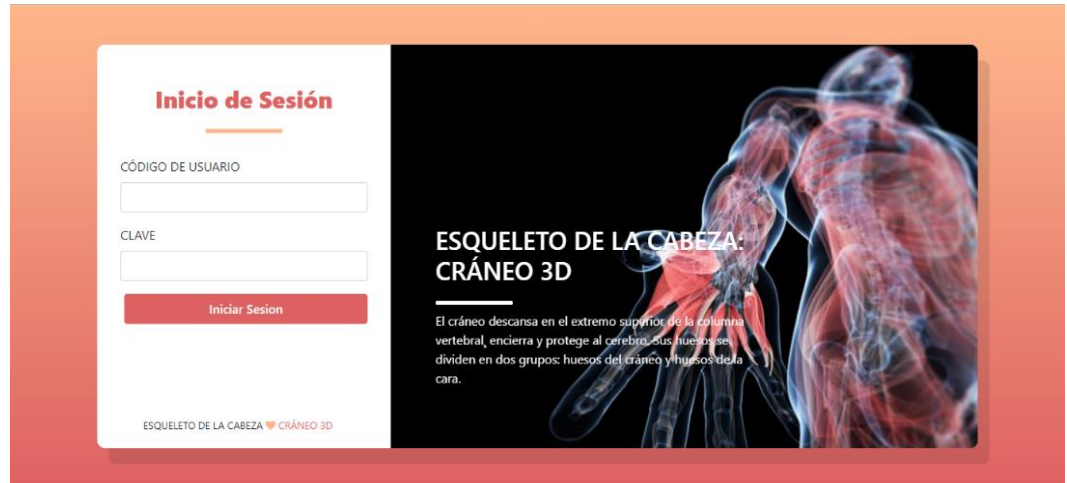 Inicio de Sesión
CÓDIGO DE USUARIO
CLAVE
Iniciar Sesion
ESQUELETO DE LA CABEZA 🧡 CRÁNEO 3D
ESQUELETO DE LA CABEZA:
CRÁNEO 3D
El cráneo descansa en el extremo superior de la columna
vertebral, encierra y protege al cerebro. Sus huesos se
dividen en dos grupos: huesos del cráneo y huesos de la
cara.